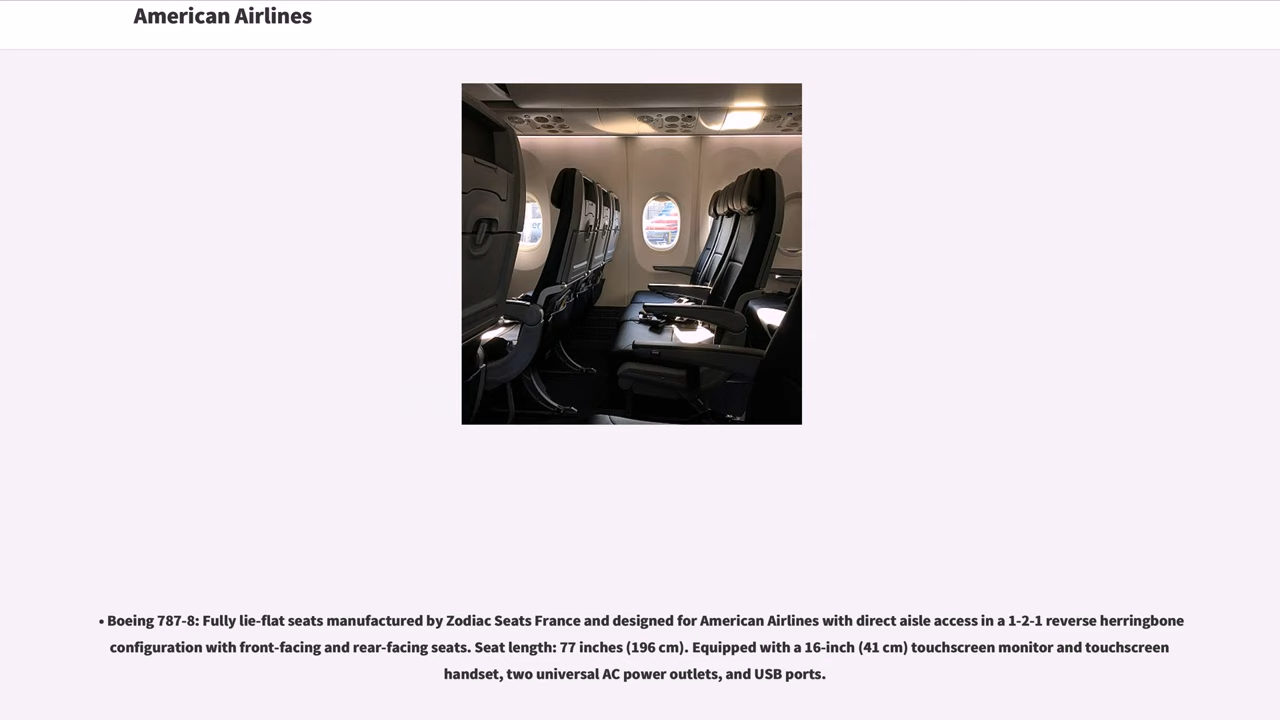 American Airlines
• Boeing 787-8: Fully lie-flat seats manufactured by Zodiac Seats France and designed for American Airlines with direct aisle access in a 1-2-1 reverse herringbone
configuration with front-facing and rear-facing seats. Seat length: 77 inches (196 cm). Equipped with a 16-inch (41 cm) touchscreen monitor and touchscreen
handset, two universal AC power outlets, and USB ports.